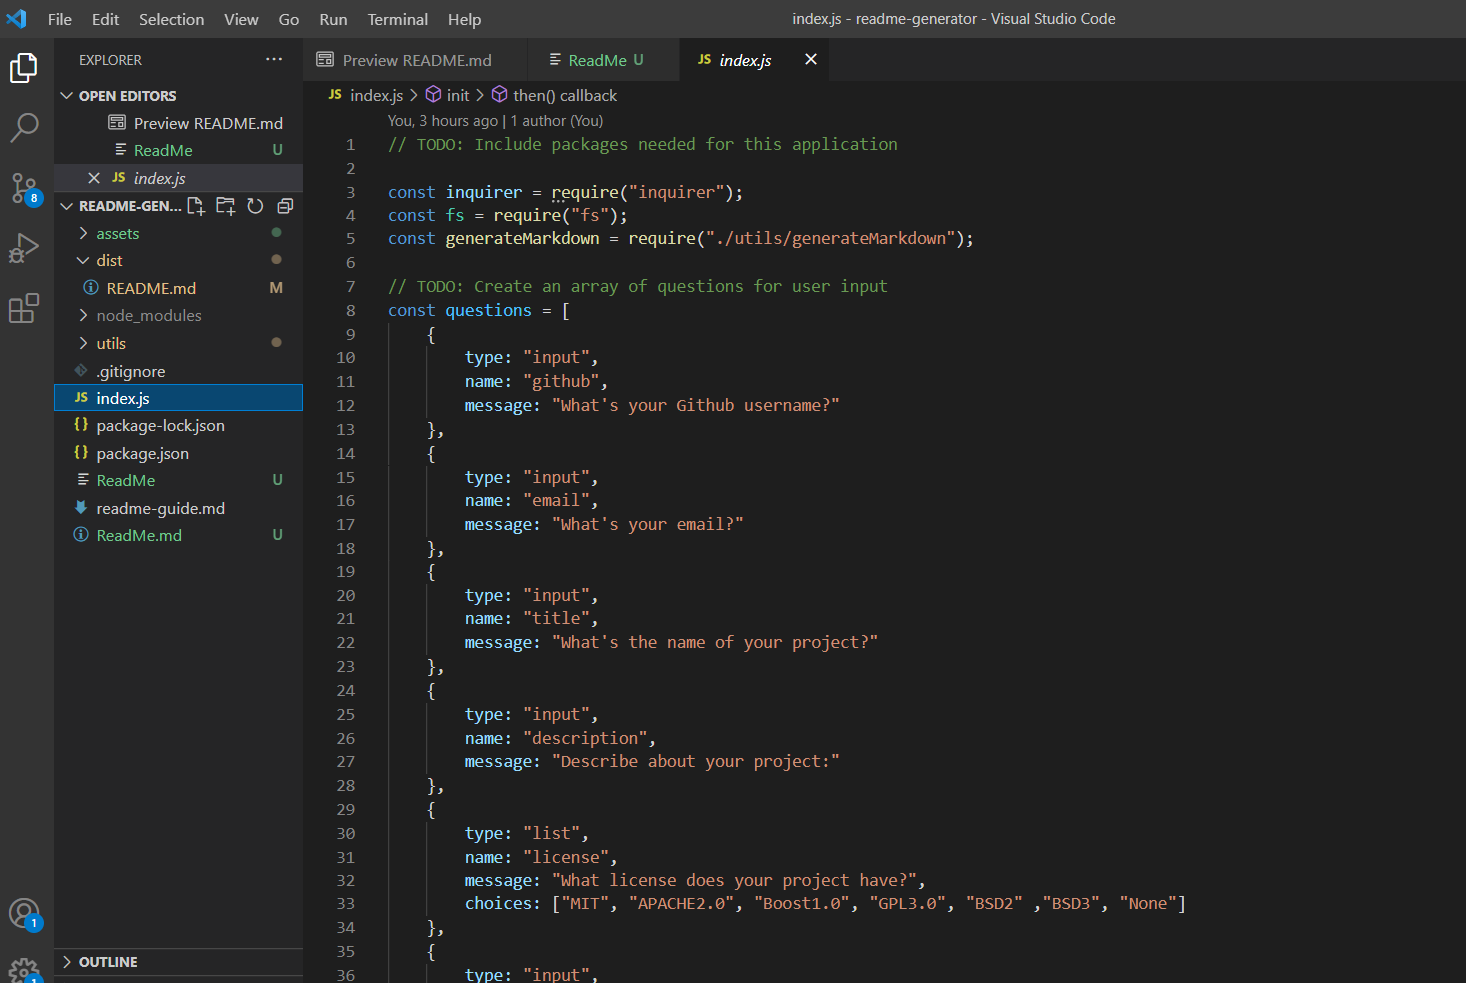 File Edit Selection View Go Run Terminal Help
index.js - readme-generator - Visual Studio Code
EXPLORER
OPEN EDITORS
Preview README.md
ReadMe U
JS index.js
README-GEN...
assets
dist
README.md M
node_modules
utils
.gitignore
JS index.js
{} package-lock.json
{} package.json
ReadMe U
readme-guide.md
ReadMe.md U
OUTLINE
8
1
1
Preview README.md
ReadMe U
JS index.js
JS index.js > init > then() callback
You, 3 hours ago | 1 author (You)
1 // TODO: Include packages needed for this application
2
3 const inquirer = require("inquirer");
4 const fs = require("fs");
5 const generateMarkdown = require("./utils/generateMarkdown");
6
7 // TODO: Create an array of questions for user input
8 const questions = [
9 {
10 type: "input",
11 name: "github",
12 message: "What's your Github username?"
13 },
14 {
15 type: "input",
16 name: "email",
17 message: "What's your email?"
18 },
19 {
20 type: "input",
21 name: "title",
22 message: "What's the name of your project?"
23 },
24 {
25 type: "input",
26 name: "description",
27 message: "Describe about your project:"
28 },
29 {
30 type: "list",
31 name: "license",
32 message: "What license does your project have?",
33 choices: ["MIT", "APACHE2.0", "Boost1.0", "GPL3.0", "BSD2" ,"BSD3", "None"]
34 },
35 {
36 type: "input",